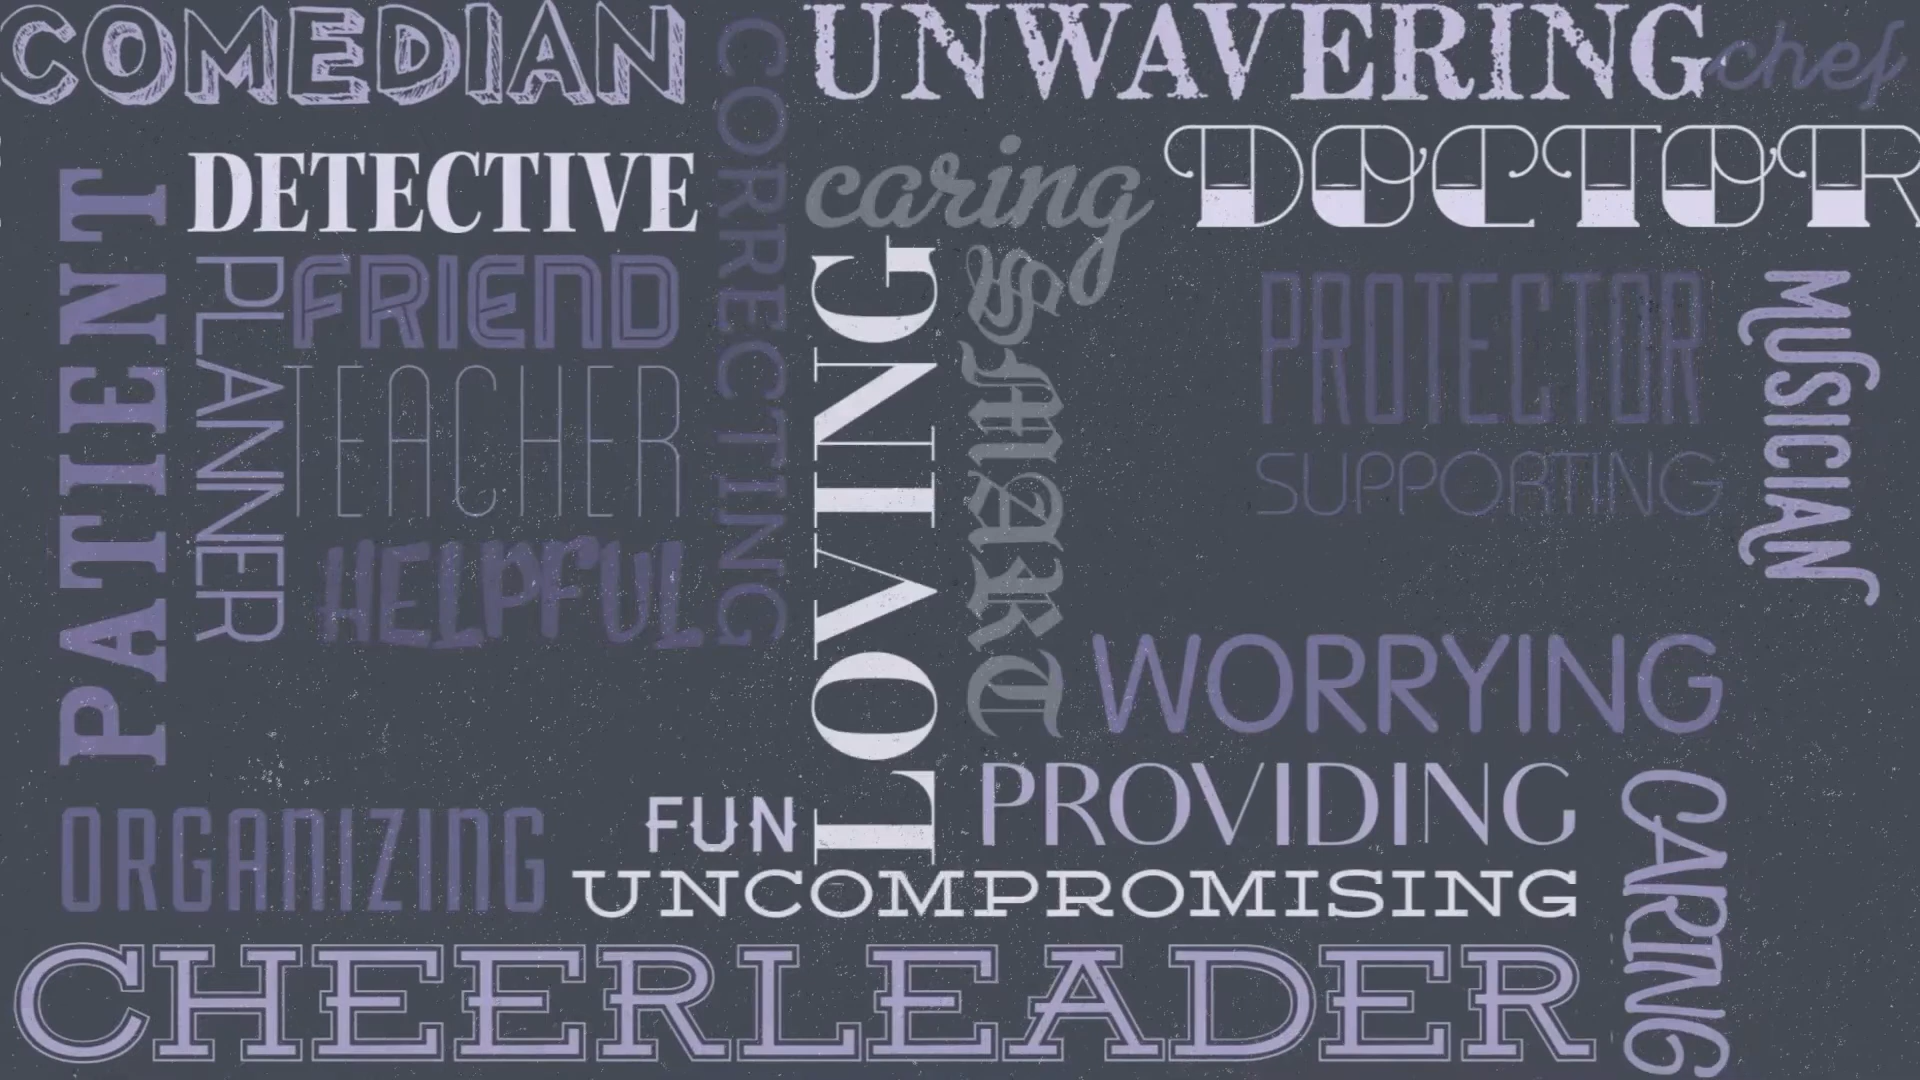 COMEDIAN
UNWAVERING
chef
CORRECTING
DOCTOR
caring
DETECTIVE
PATIENT
PLANNER
FRIEND
LOVING
SMART
PROTECTOR
MUSICIAN
TEACHER
SUPPORTING
HELPFUL
WORRYING
PROVIDING
CARING
FUN
ORGANIZING
UNCOMPROMISING
CHEERLEADER